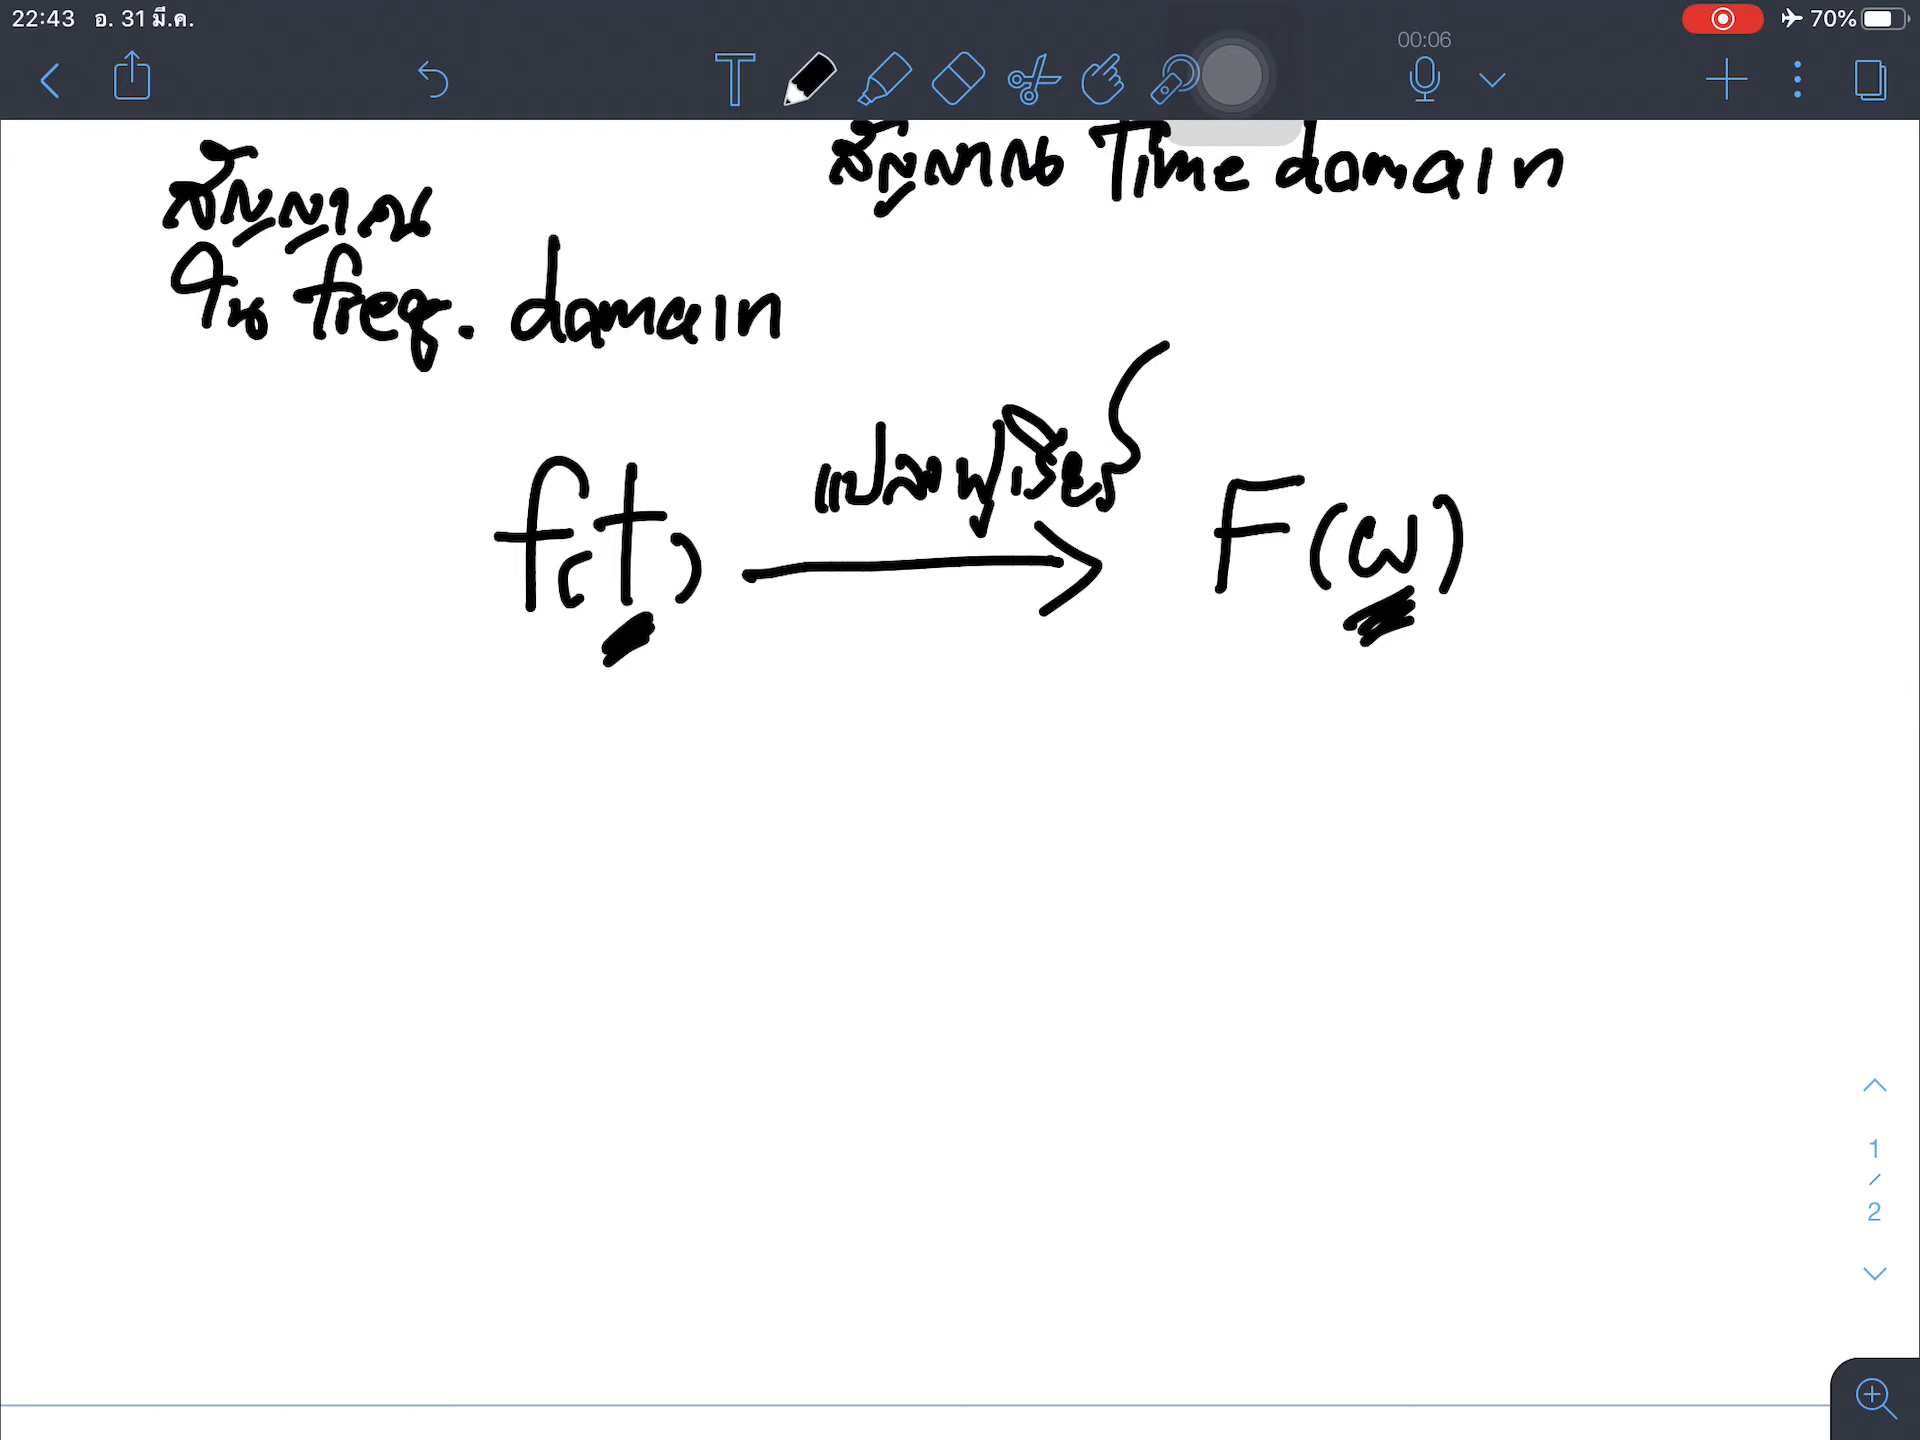 22:43 อ. 31 มี.ค.
70%
00:06
สัญญาณ Time domain
สัญญาณ
ใน freq. domain
แปลงฟูเรียร์
f(t) → F(ω)
1
/
2